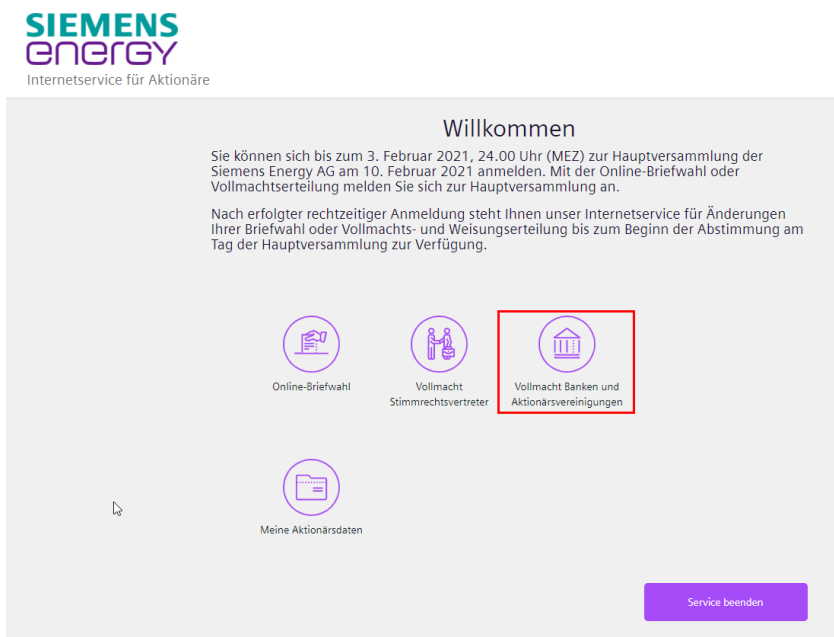 SIEMENS
energy
Internetservice für Aktionäre
Willkommen
Sie können sich bis zum 3. Februar 2021, 24.00 Uhr (MEZ) zur Hauptversammlung der
Siemens Energy AG am 10. Februar 2021 anmelden. Mit der Online-Briefwahl oder
Vollmachtserteilung melden Sie sich zur Hauptversammlung an.
Nach erfolgter rechtzeitiger Anmeldung steht Ihnen unser Internetservice für Änderungen
Ihrer Briefwahl oder Vollmachts- und Weisungserteilung bis zum Beginn der Abstimmung am
Tag der Hauptversammlung zur Verfügung.
Online-Briefwahl
Vollmacht
Stimmrechtsvertreter
Vollmacht Banken und
Aktionärsvereinigungen
Meine Aktionärsdaten
Service beenden